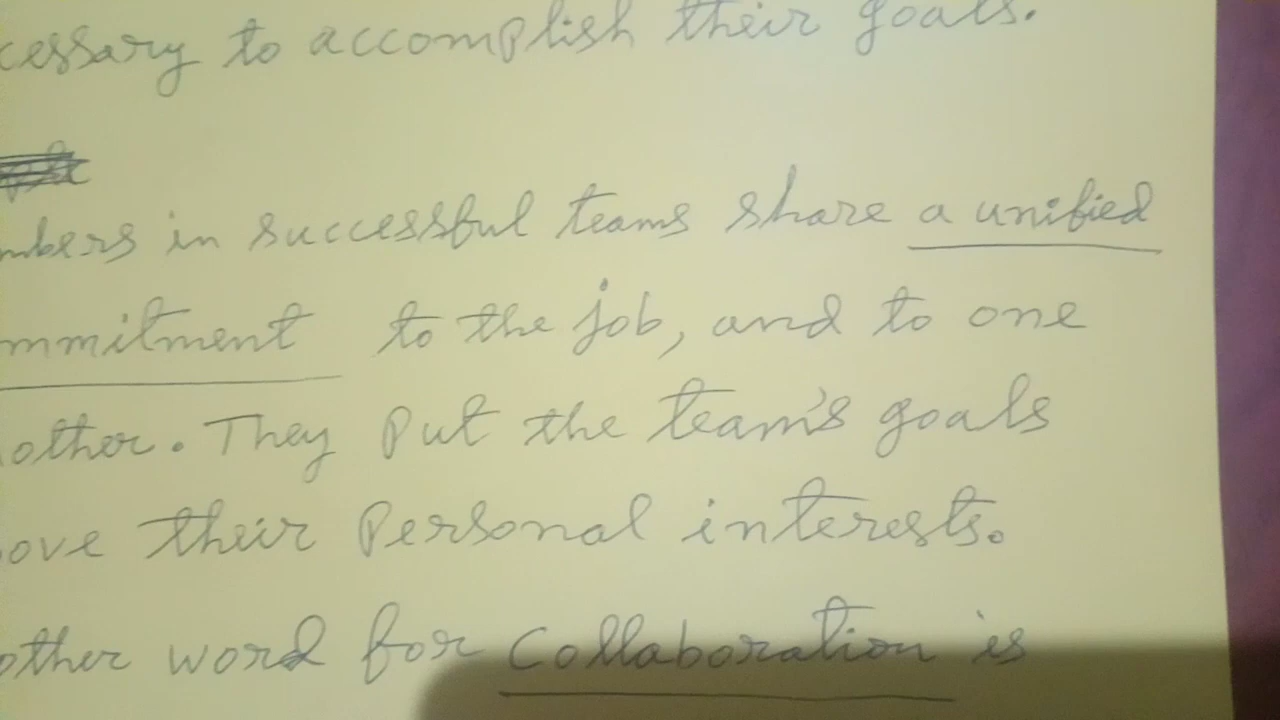 cessary to accomplish their goals.
mbers in successful teams share a unified
mmitment to the job, and to one
other. They put the team's goals
ove their personal interests.
other word for collaboration is